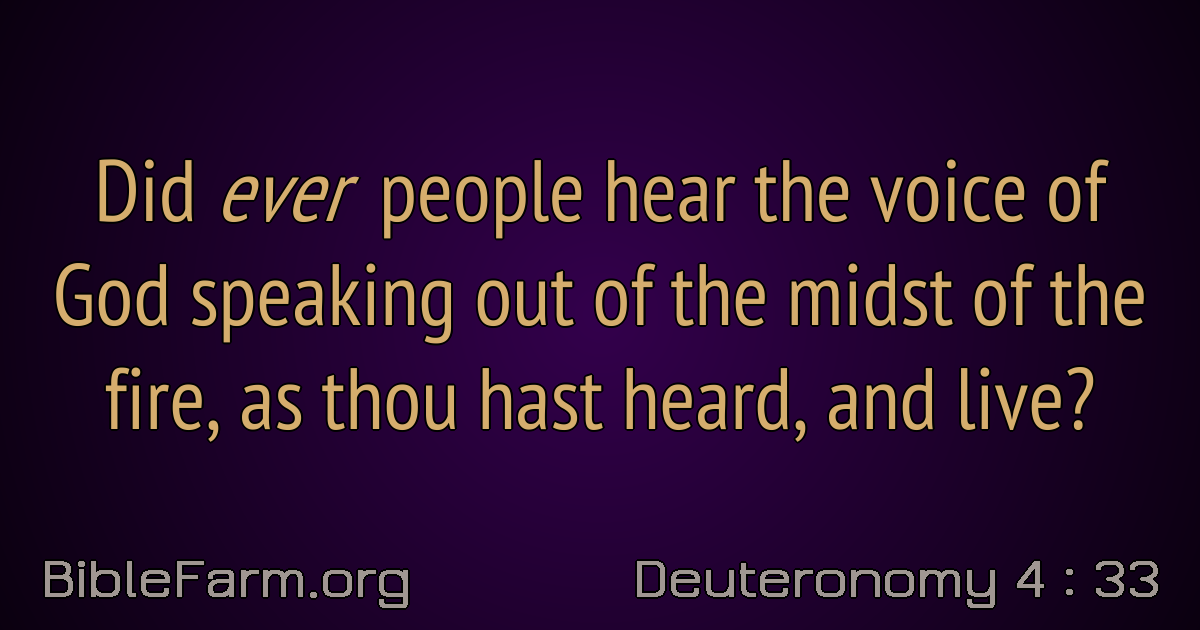 Did ever people hear the voice of
God speaking out of the midst of the
fire, as thou hast heard, and live?
BibleFarm.org
Deuteronomy 4 : 33